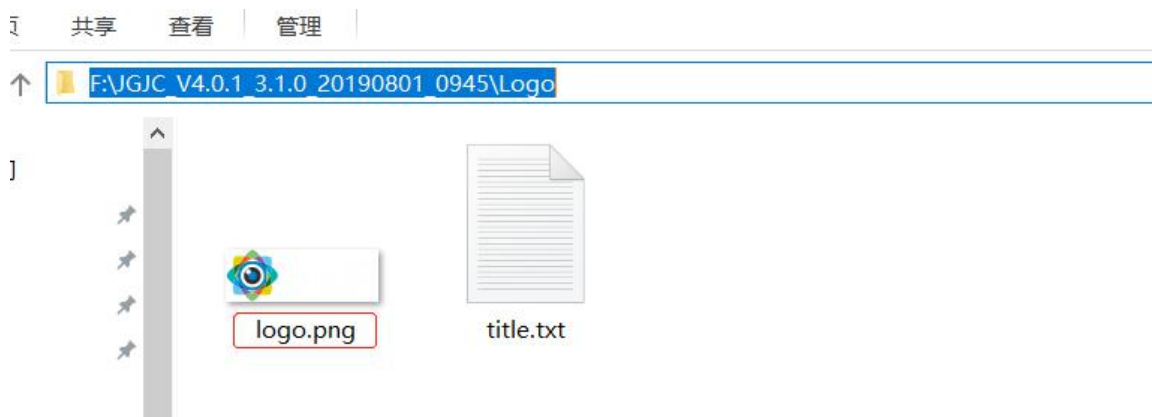 共享 查看 管理
F:\JGJC_V4.0.1_3.1.0_20190801_0945\Logo
logo.png title.txt